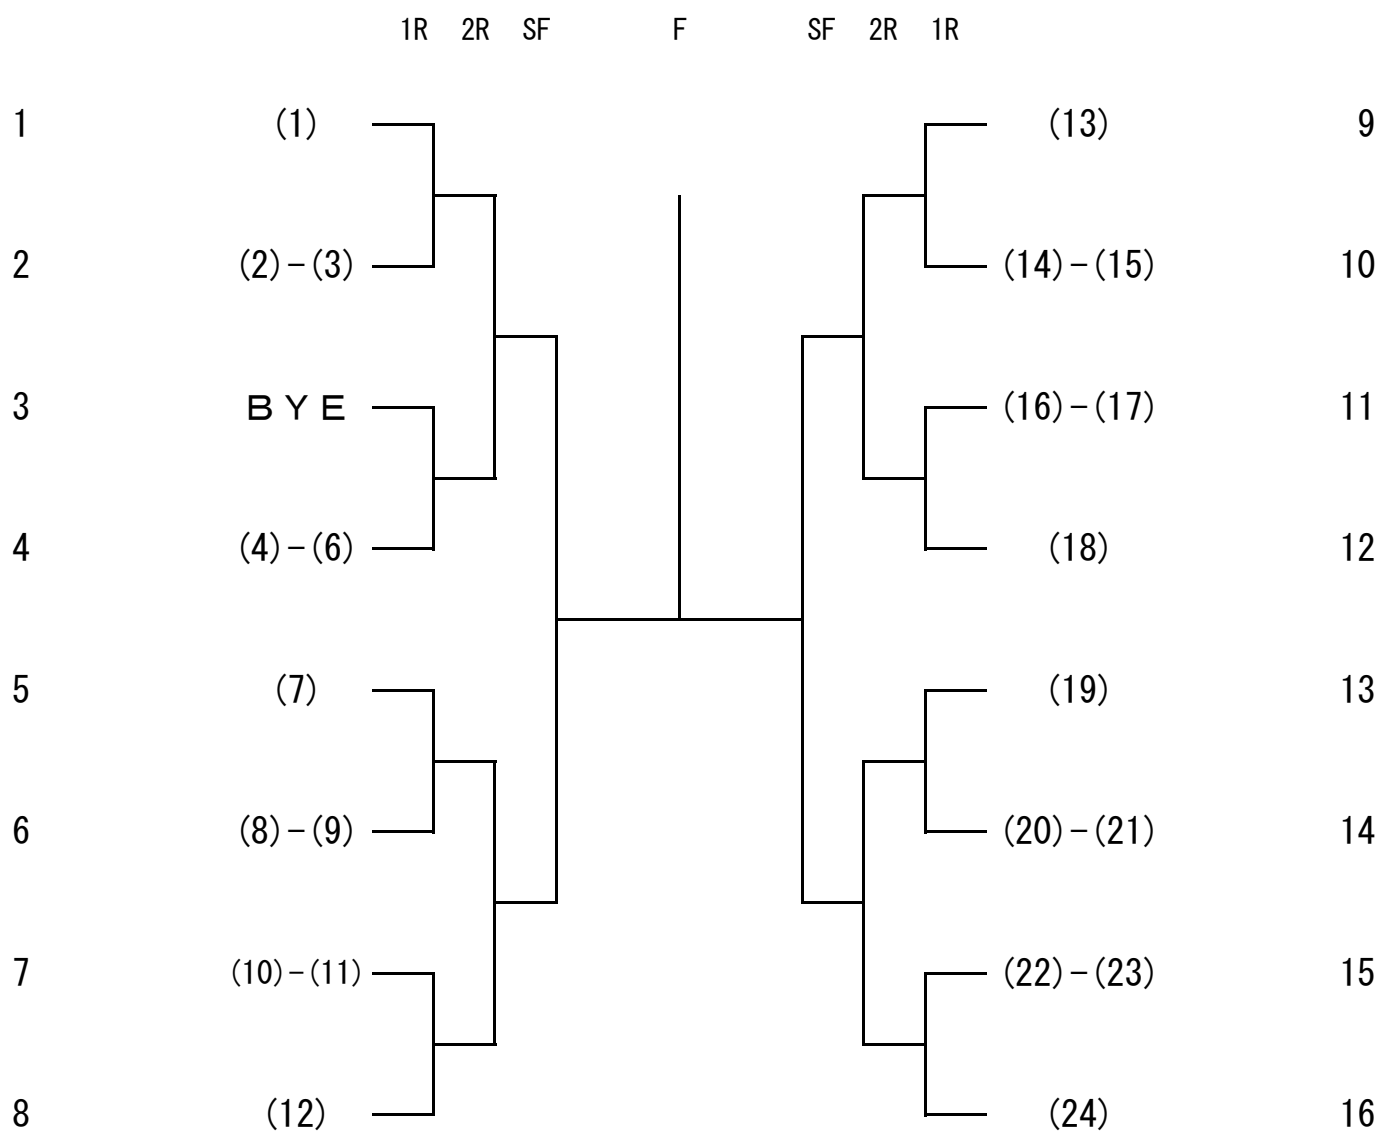 1R 2R SF F SF 2R 1R
1 (1) (13) 9
2 (2)−(3) (14)−(15) 10
3 ＢＹＥ (16)−(17) 11
4 (4)−(6) (18) 12
5 (7) (19) 13
6 (8)−(9) (20)−(21) 14
7 (10)−(11) (22)−(23) 15
8 (12) (24) 16